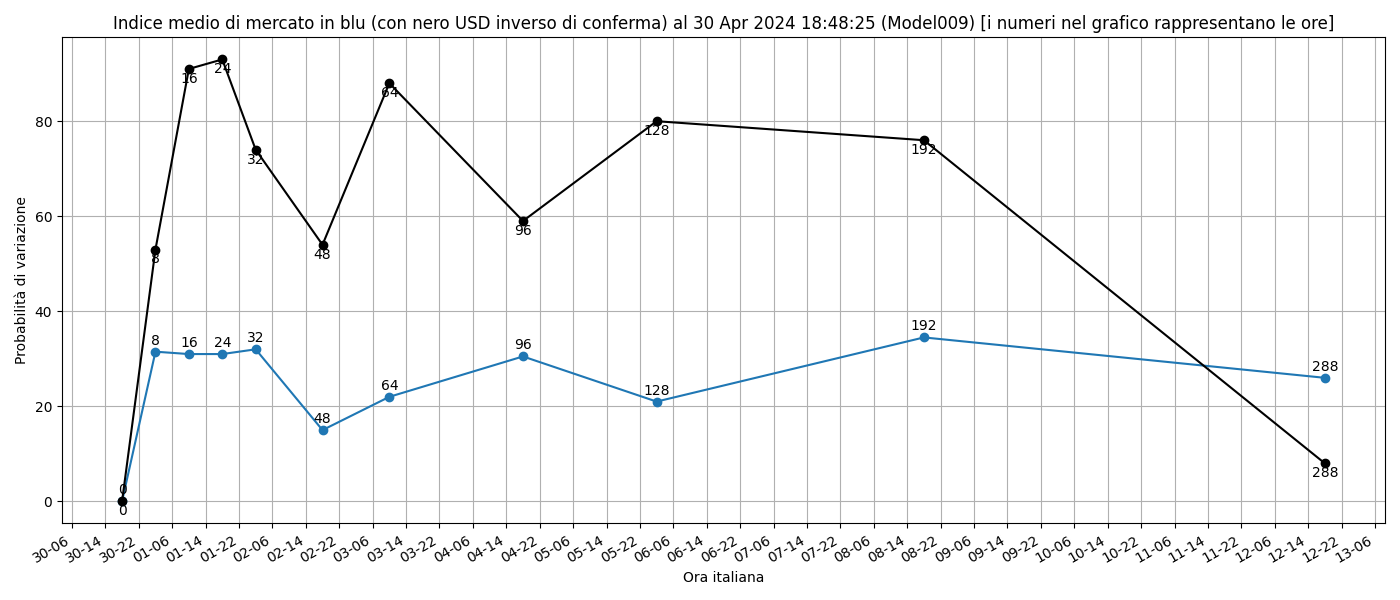 Indice medio di mercato in blu (con nero USD inverso di conferma) al 30 Apr 2024 18:48:25 (Model009) [i numeri nel grafico rappresentano le ore]
Probabilità di variazione
80
60
40
20
0
0 8 16 24 32 48 64 96 128 192 288
0 8 16 24 32 48 64 96 128 192 288
30-06 30-14 30-22 01-06 01-14 01-22 02-06 02-14 02-22 03-06 03-14 03-22 04-06 04-14 04-22 05-06 05-14 05-22 06-06 06-14 06-22 07-06 07-14 07-22 08-06 08-14 08-22 09-06 09-14 09-22 10-06 10-14 10-22 11-06 11-14 11-22 12-06 12-14 12-22 13-06
Ora italiana